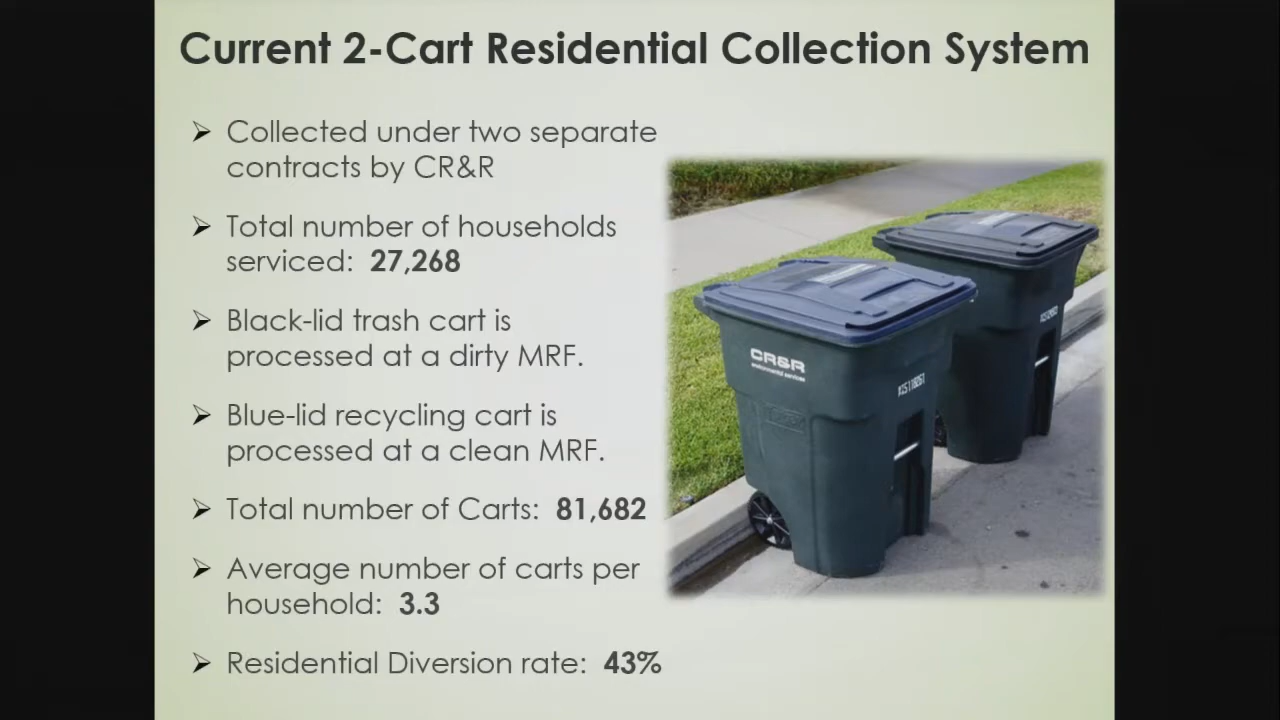 Current 2-Cart Residential Collection System
➢ Collected under two separate
contracts by CR&R
➢ Total number of households
serviced: 27,268
➢ Black-lid trash cart is
processed at a dirty MRF.
➢ Blue-lid recycling cart is
processed at a clean MRF.
➢ Total number of Carts: 81,682
➢ Average number of carts per
household: 3.3
➢ Residential Diversion rate: 43%
CR&R
environmental services